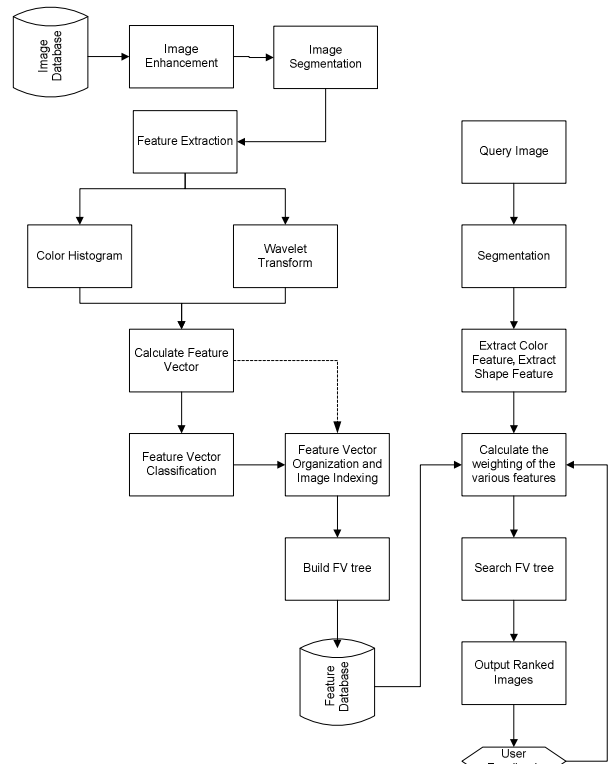 Image
Database
Image
Enhancement
Image
Segmentation
Feature Extraction
Color Histogram
Wavelet
Transform
Calculate Feature
Vector
Feature Vector
Classification
Feature Vector
Organization and
Image Indexing
Build FV tree
Feature
Database
Query Image
Segmentation
Extract Color
Feature, Extract
Shape Feature
Calculate the
weighting of the
various features
Search FV tree
Output Ranked
Images
User